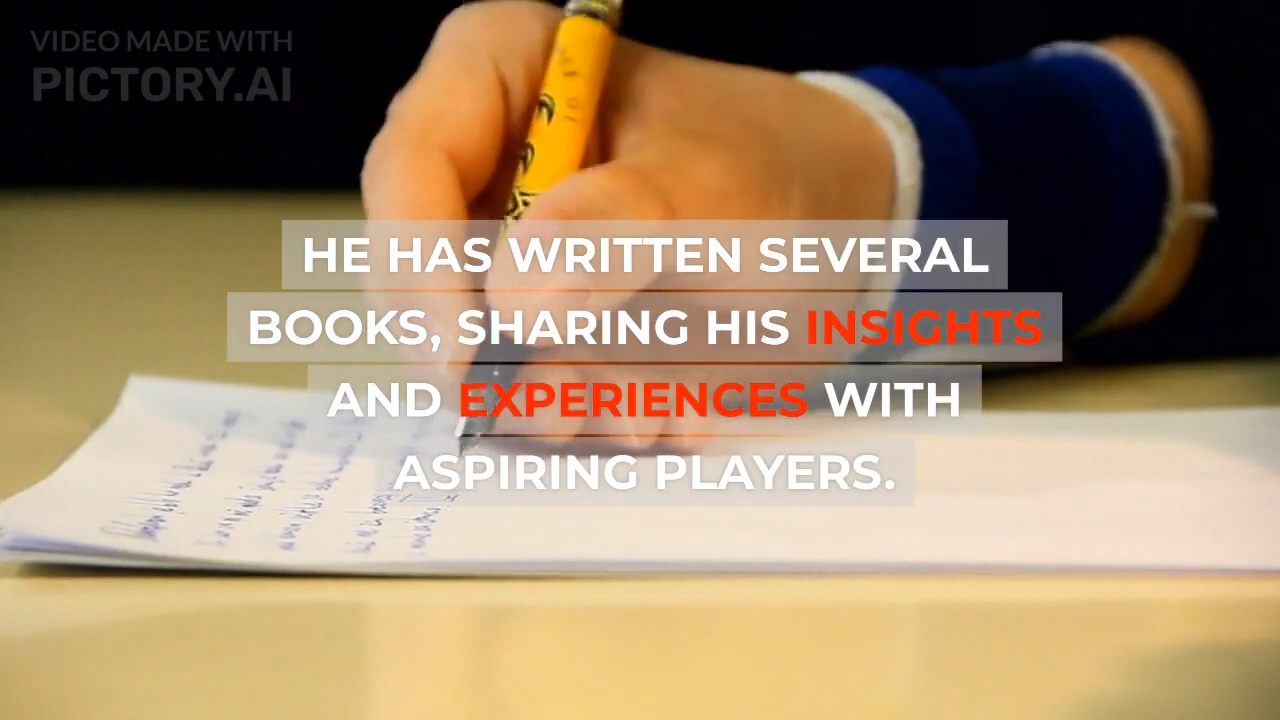 VIDEO MADE WITH
PICTORY.AI
HE HAS WRITTEN SEVERAL
BOOKS, SHARING HIS INSIGHTS
AND EXPERIENCES WITH
ASPIRING PLAYERS.